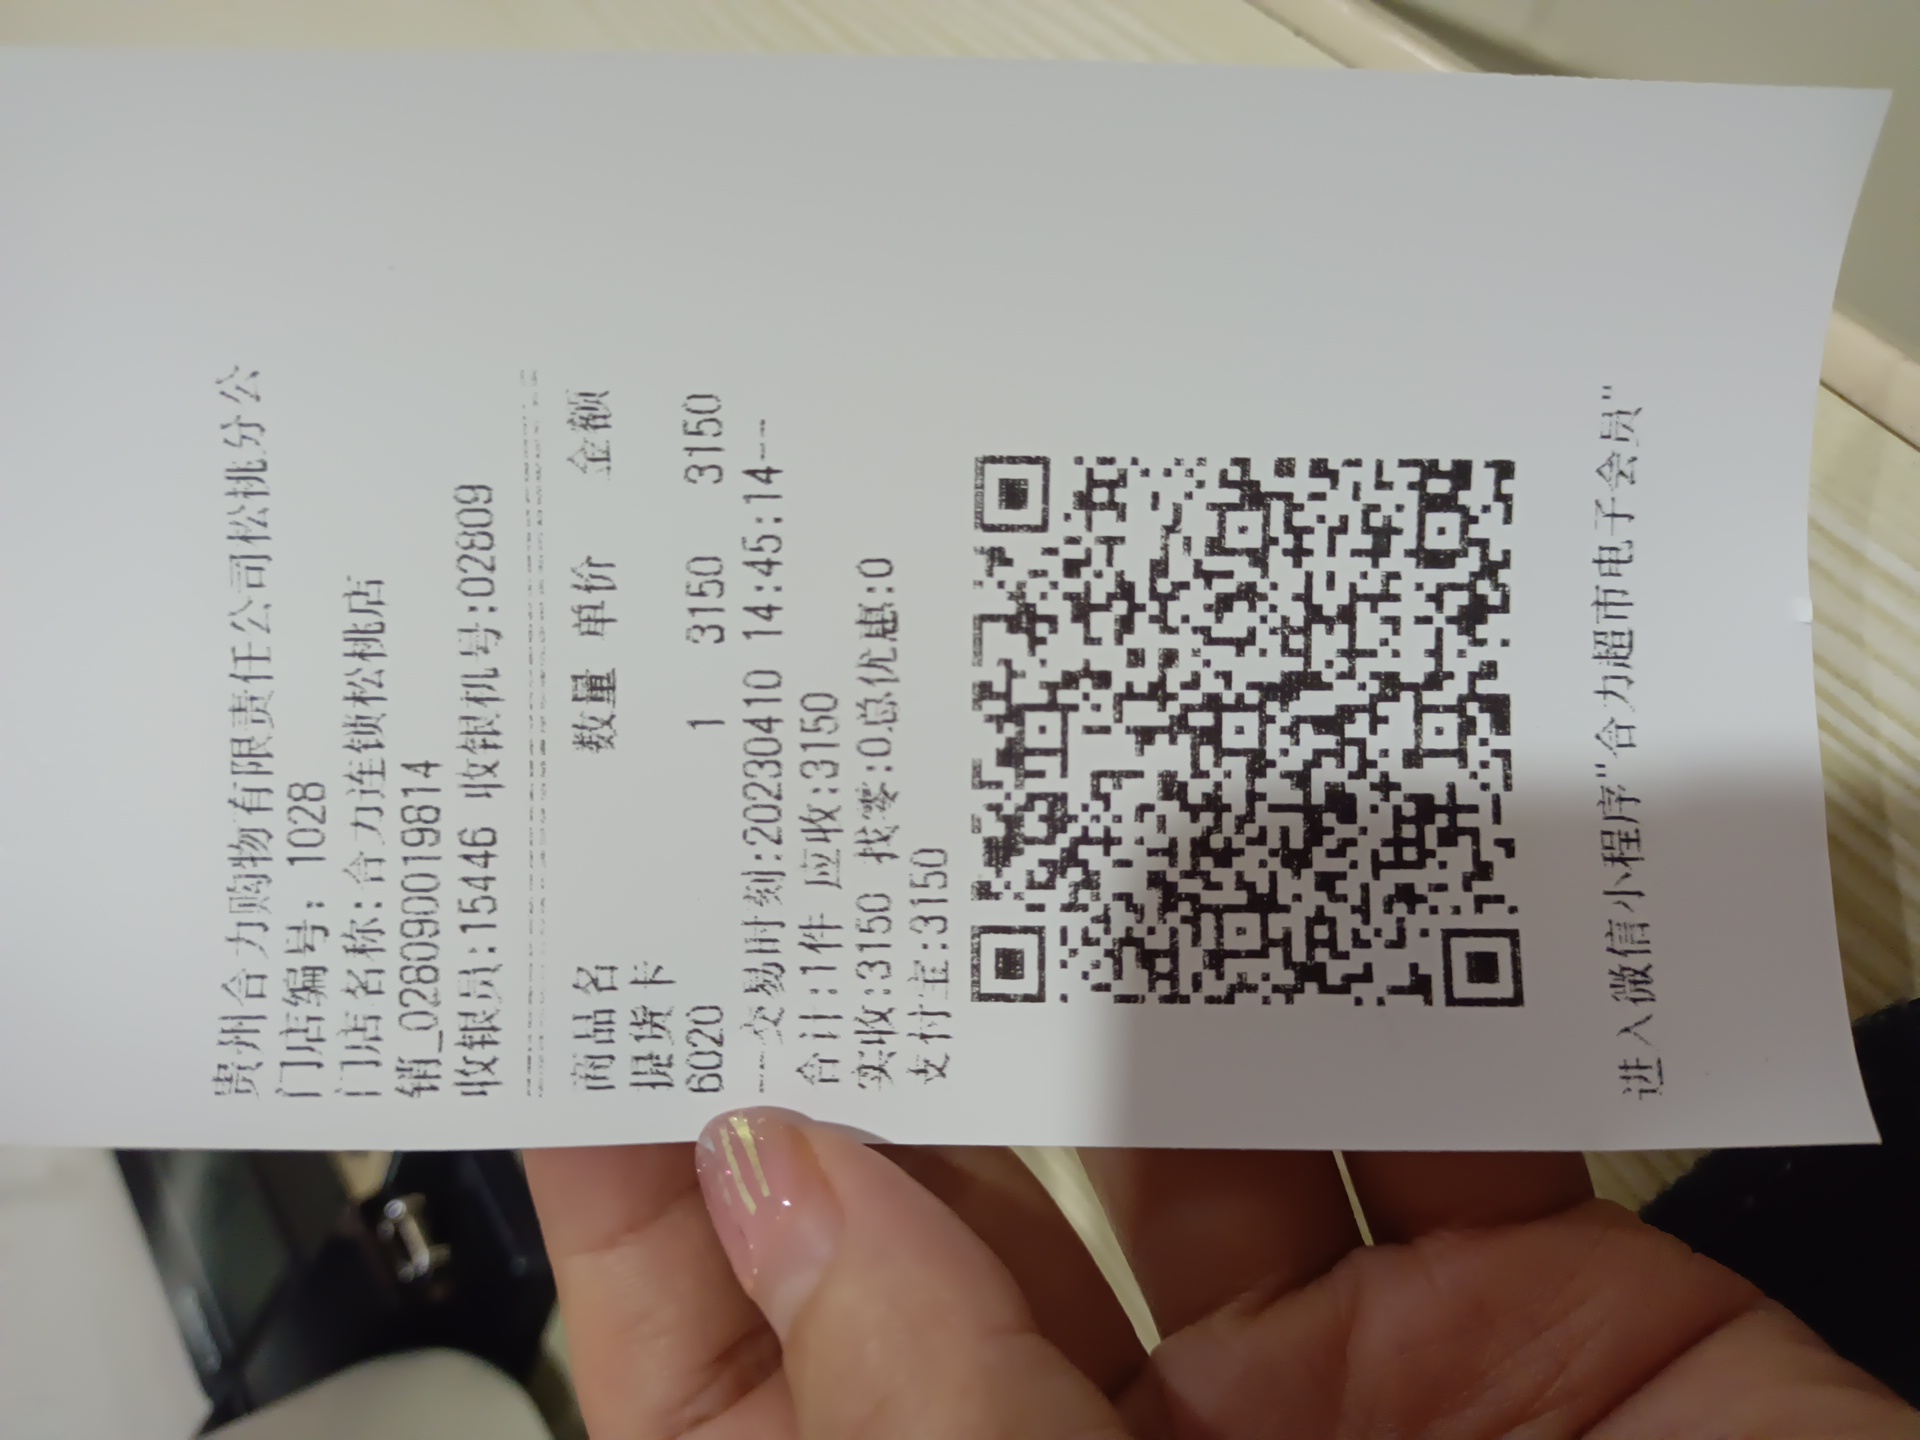 贵州合力购物有限责任公司松桃分公
门店编号: 1028
门店名称:合力连锁松桃店
销_02809000019814
收银员:15446 收银机号:02809
商品名 数量 单价 金额
提货卡
6020 1 3150 3150
--交易时刻:20230410 14:45:14--
合计:1件 应收:3150
实收:3150 找零:0总优惠:0
支付宝:3150
进入微信小程序"合力超市电子会员"